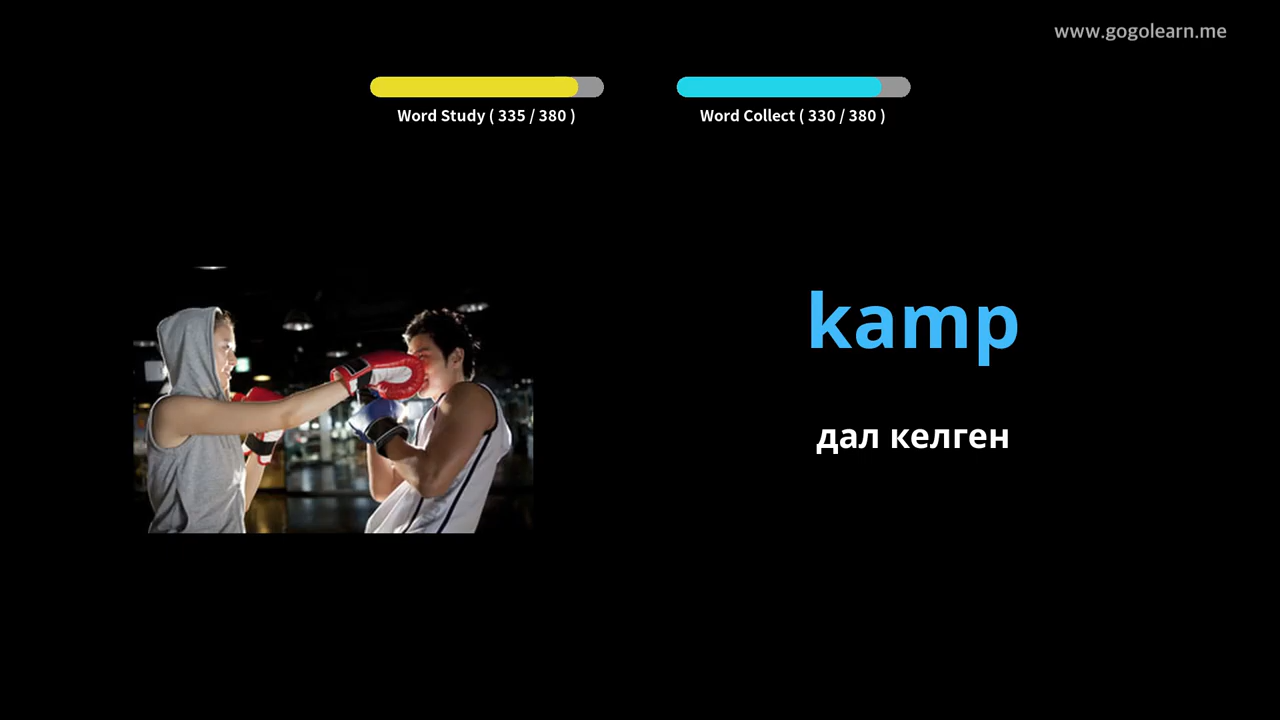 www.gogolearn.me
Word Study ( 335 / 380 )
Word Collect ( 330 / 380 )
kamp
дал келген